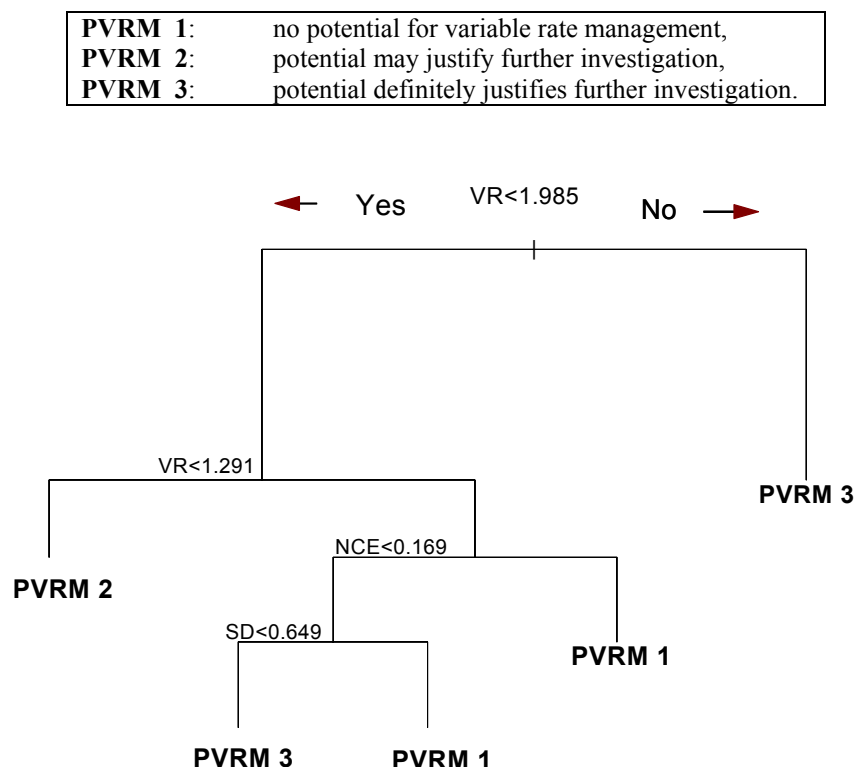 PVRM 1: no potential for variable rate management,
PVRM 2: potential may justify further investigation,
PVRM 3: potential definitely justifies further investigation.
Yes VR<1.985 No
VR<1.291
PVRM 3
NCE<0.169
PVRM 2
SD<0.649
PVRM 1
PVRM 3 PVRM 1